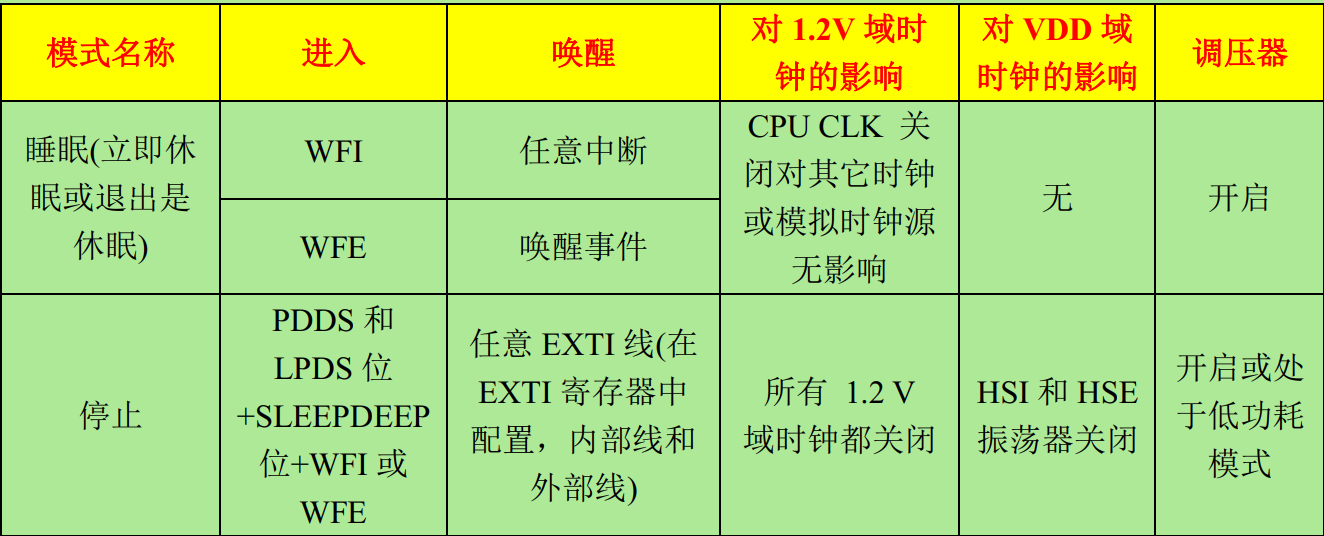 模式名称
进入
唤醒
对 1.2V 域时
钟的影响
对 VDD 域
时钟的影响
调压器
睡眠(立即休
眠或退出是
休眠)
WFI
任意中断
WFE
唤醒事件
CPU CLK 关
闭对其它时钟
或模拟时钟源
无影响
无
开启
停止
PDDS 和
LPDS 位
+SLEEPDEEP
位+WFI 或
WFE
任意 EXTI 线(在
EXTI 寄存器中
配置，内部线和
外部线)
所有 1.2 V
域时钟都关闭
HSI 和 HSE
振荡器关闭
开启或处
于低功耗
模式